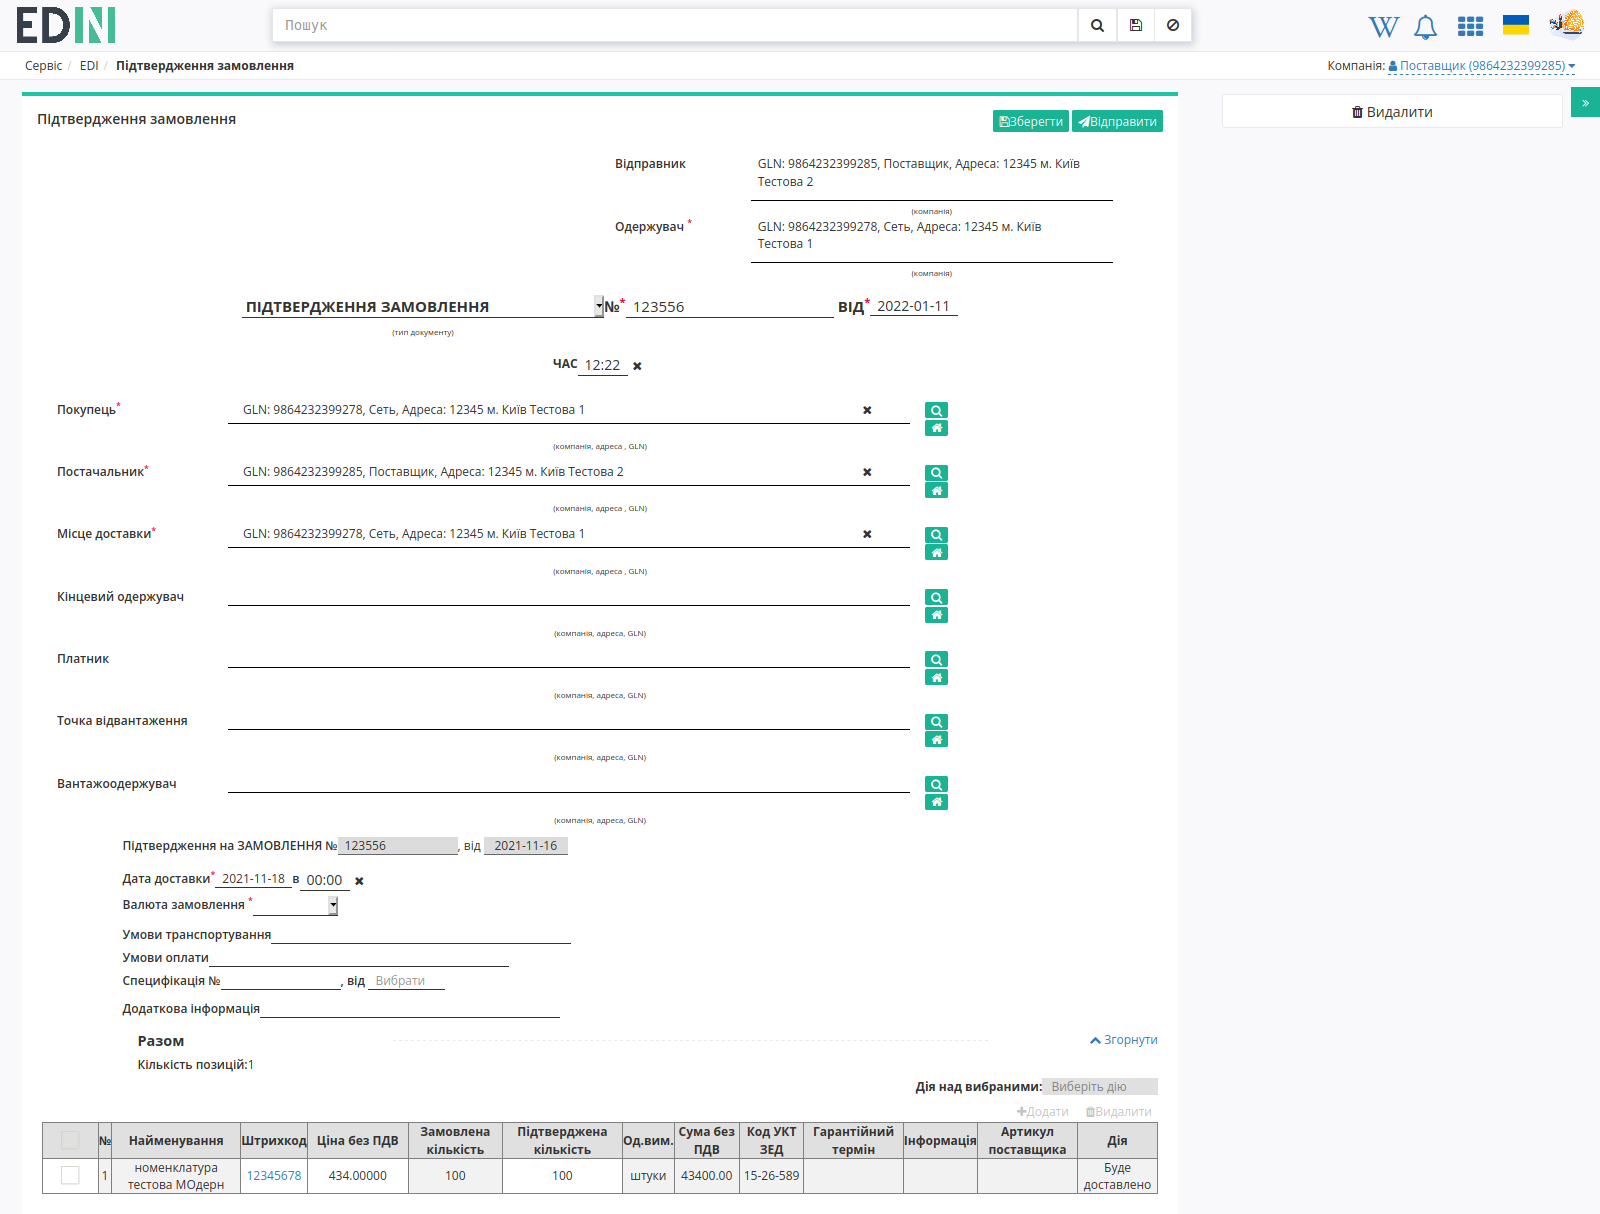 EDIN
Пошук
Сервіс / EDI / Підтвердження замовлення
Компанія: Поставщик (9864232399285)
Підтвердження замовлення
Зберегти Відправити
Видалити
»
Відправник GLN: 9864232399285, Поставщик, Адреса: 12345 м. Київ
Тестова 2
(компанія)
Одержувач * GLN: 9864232399278, Сеть, Адреса: 12345 м. Київ
Тестова 1
(компанія)
ПІДТВЕРДЖЕННЯ ЗАМОВЛЕННЯ №* 123556 ВІД* 2022-01-11
(тип документу)
ЧАС 12:22
Покупець* GLN: 9864232399278, Сеть, Адреса: 12345 м. Київ Тестова 1
(компанія, адреса , GLN)
Постачальник* GLN: 9864232399285, Поставщик, Адреса: 12345 м. Київ Тестова 2
(компанія, адреса , GLN)
Місце доставки* GLN: 9864232399278, Сеть, Адреса: 12345 м. Київ Тестова 1
(компанія, адреса , GLN)
Кінцевий одержувач
(компанія, адреса, GLN)
Платник
(компанія, адреса, GLN)
Точка відвантаження
(компанія, адреса, GLN)
Вантажоодержувач
(компанія, адреса, GLN)
Підтвердження на ЗАМОВЛЕННЯ № 123556 , від 2021-11-16
Дата доставки* 2021-11-18 в 00:00
Валюта замовлення *
Умови транспортування
Умови оплати
Специфікація № , від Вибрати
Додаткова інформація
Разом Згорнути
Кількість позицій:1
Дія над вибраними: Виберіть дію
Додати Видалити
№ Найменування Штрихкод Ціна без ПДВ Замовлена кількість Підтверджена кількість Од.вим. Сума без ПДВ Код УКТ ЗЕД Гарантійний термін Інформація Артикул поставщика Дія
1 номенклатура тестова МОдерн 12345678 434.00000 100 100 штуки 43400.00 15-26-589 Буде доставлено